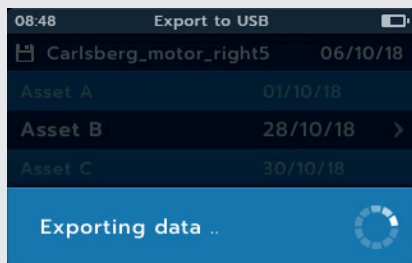 08:48 Export to USB
Carlsberg_motor_right5 06/10/18
Asset A 01/10/18
Asset B 28/10/18 >
Asset C 30/10/18
Exporting data ..